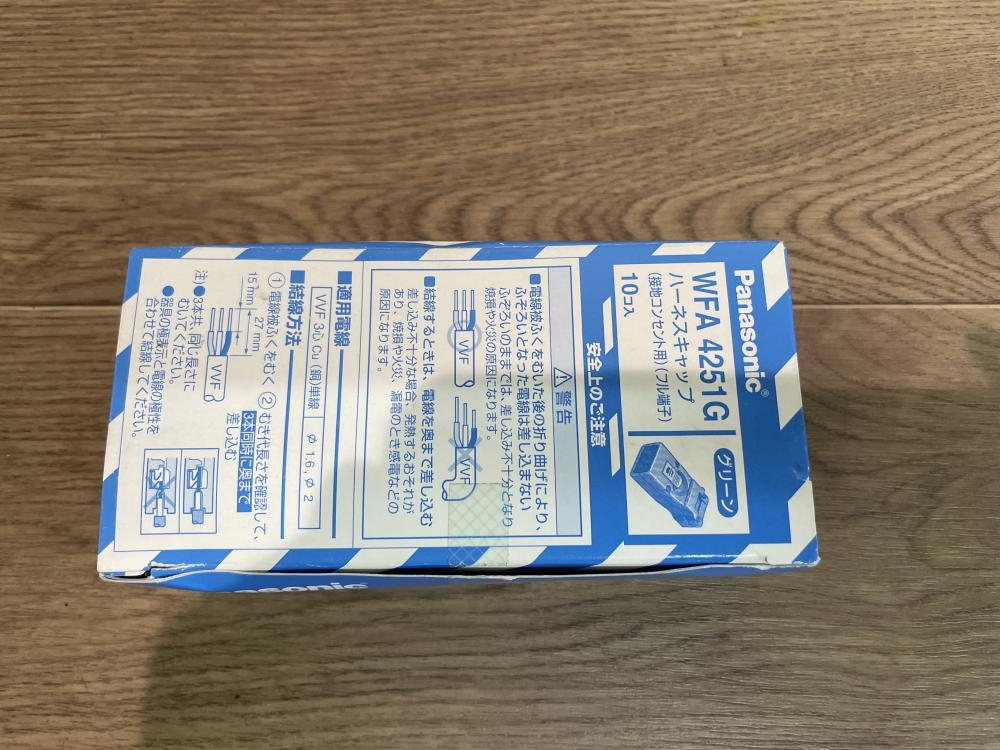 Panasonic®
WFA 4251G
グリーン
ハーネスキャップ
(接地コンセント用)(フル端子)
10コ入
安全上のご注意
⚠警告
■電線被ふくをむいた後の折り曲げにより、
ふぞろいとなった電線は差し込まない
ふぞろいのままでは、差し込み不十分となり
焼損や火災の原因になります。
VVF
VVF
■結線するときは、電線を奥まで差し込む
差し込み不十分な場合、発熱するおそれが
あり、焼損や火災、漏電のとき感電などの
原因になります。
■適用電線
VVF 3心 Cu(銅)単線
φ1.6,φ2
■結線方法
①電線被ふくをむく
②むき代長さを確認して、
3本同時に奥まで
差し込む
27mm
15mm
VVF
注)●3本共、同じ長さに
むいてください。
●器具の極表示と電線の極性を
合わせて結線してください。
Panasonic